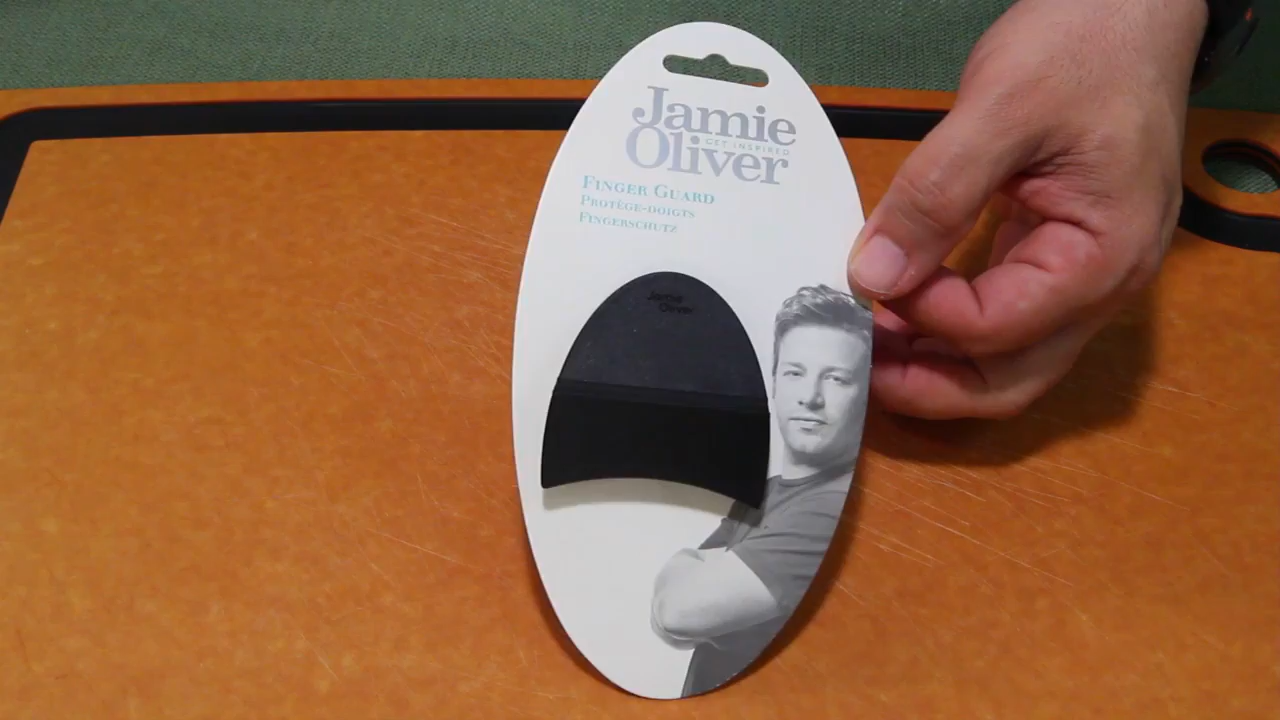 Jamie
GET INSPIRED
Oliver
FINGER GUARD
PROTÈGE-DOIGTS
FINGERSCHUTZ
Jamie
Oliver